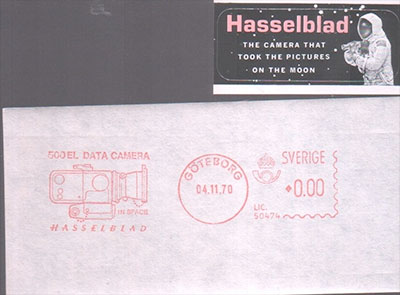 Hasselblad
THE CAMERA THAT
TOOK THE PICTURES
ON THE MOON
500 EL DATA CAMERA
IN SPACE
HASSELBLAD
GÖTEBORG
04.11.70
SVERIGE
0.00
LIC.
50474